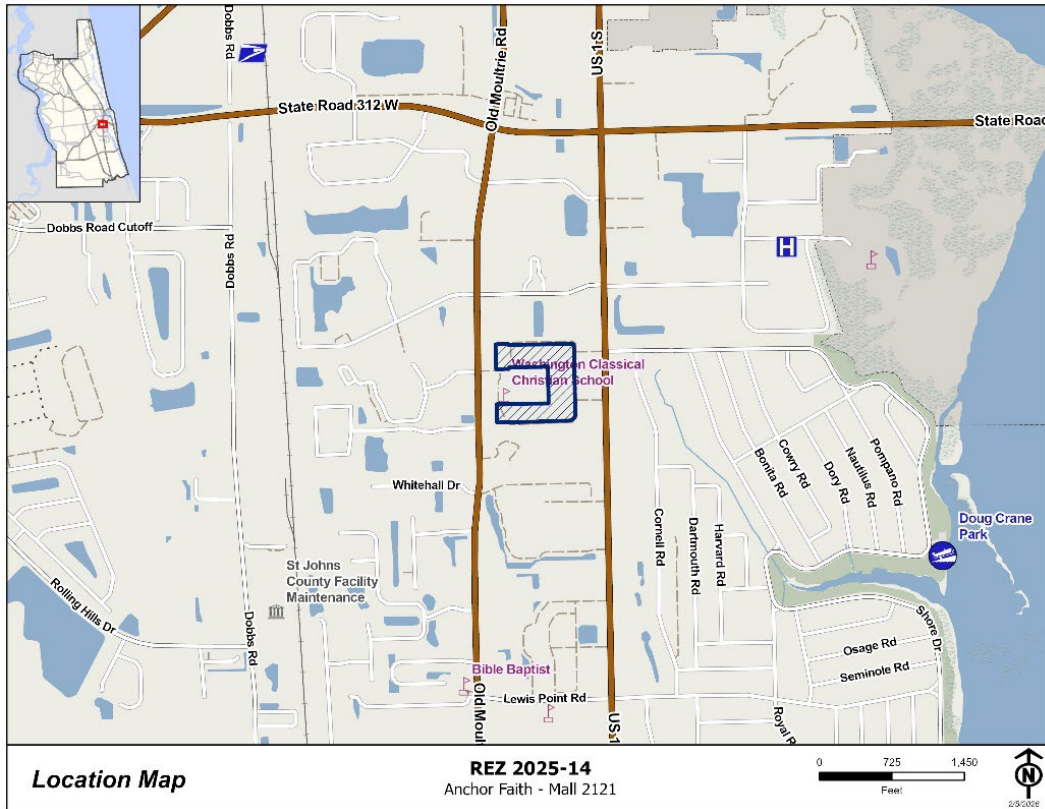 Dobbs Rd
Old Moultrie Rd
US 1 S
State Road 312 W
State Road
Dobbs Road Cutoff
Dobbs Rd
H
Washington Classical
Christian School
Whitehall Dr
Bonita Rd
Cowry Rd
Dory Rd
Nautilus Rd
Pompano Rd
Cornell Rd
Dartmouth Rd
Harvard Rd
Doug Crane
Park
St Johns
County Facility
Maintenance
Rolling Hills Dr
Dobbs Rd
Shore Dr
Osage Rd
Seminole Rd
Bible Baptist
Old Moult
Lewis Point Rd
US 1
Royal R
Location Map
REZ 2025-14
Anchor Faith - Mall 2121
0 725 1,450
Feet
N
2/5/2026